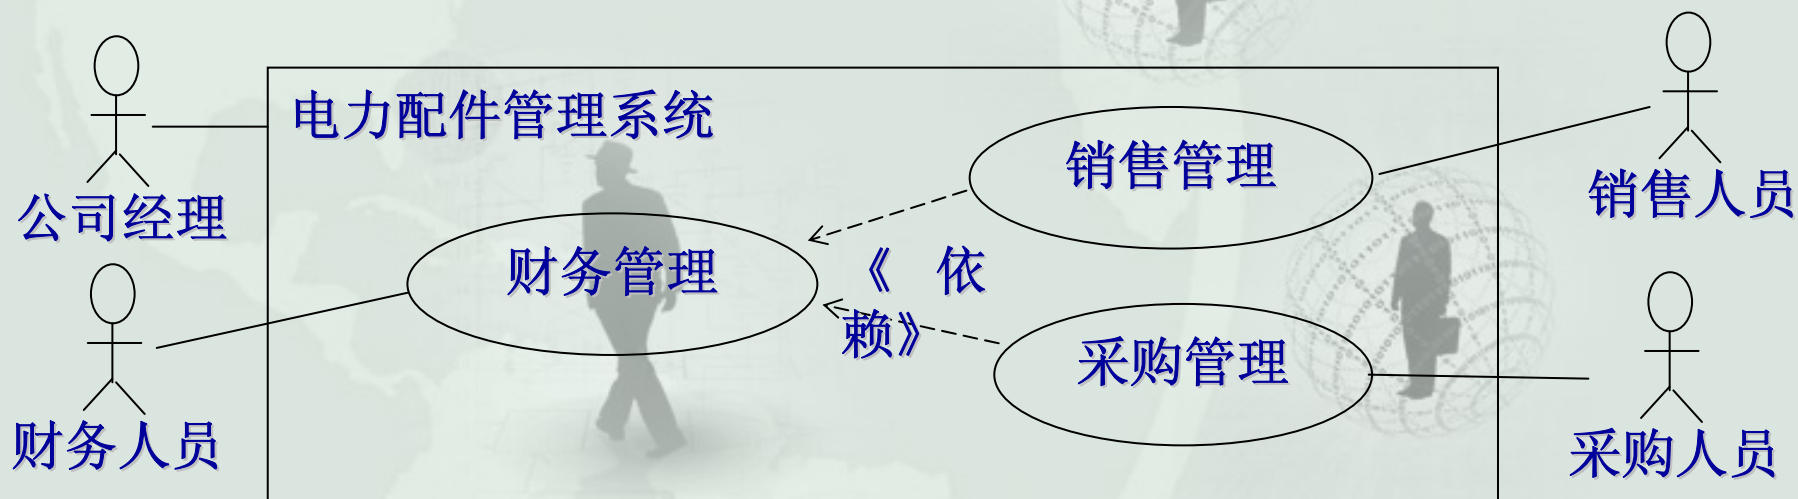 电力配件管理系统
公司经理
财务人员
财务管理
《 依
赖》
销售管理
采购管理
销售人员
采购人员